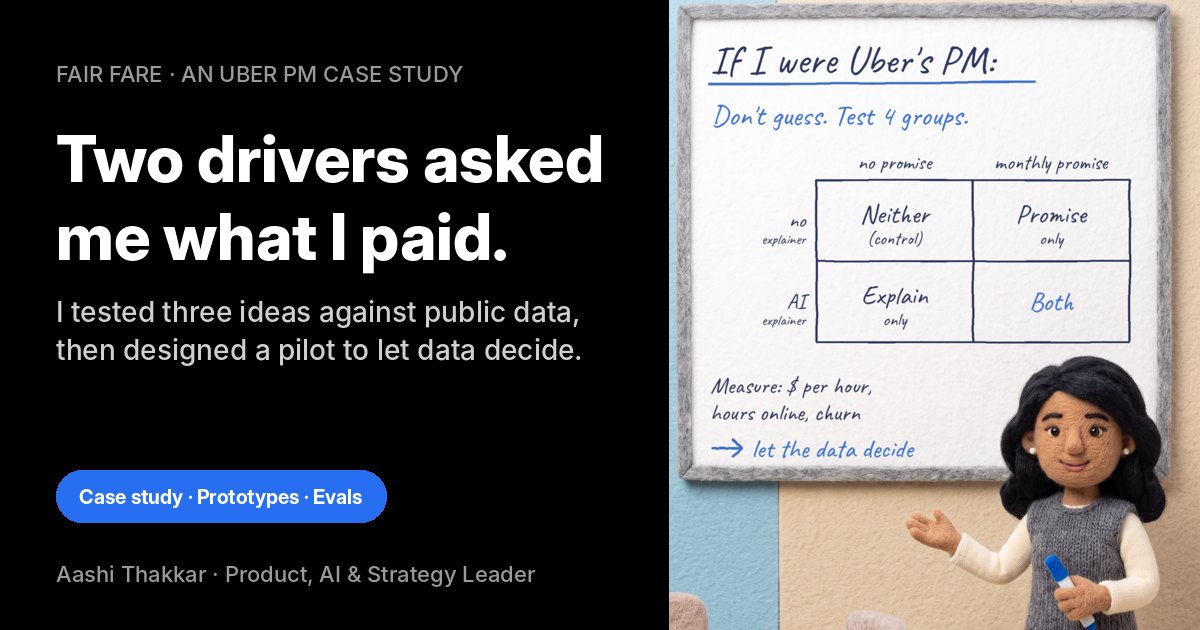 FAIR FARE · AN UBER PM CASE STUDY
Two drivers asked
me what I paid.
I tested three ideas against public data,
then designed a pilot to let data decide.
Case study · Prototypes · Evals
Aashi Thakkar · Product, AI & Strategy Leader
If I were Uber's PM:
Don't guess. Test 4 groups.
no promise monthly promise
no
explainer
Neither
(control)
Promise
only
AI
explainer
Explain
only
Both
Measure: $ per hour,
hours online, churn
→ let the data decide